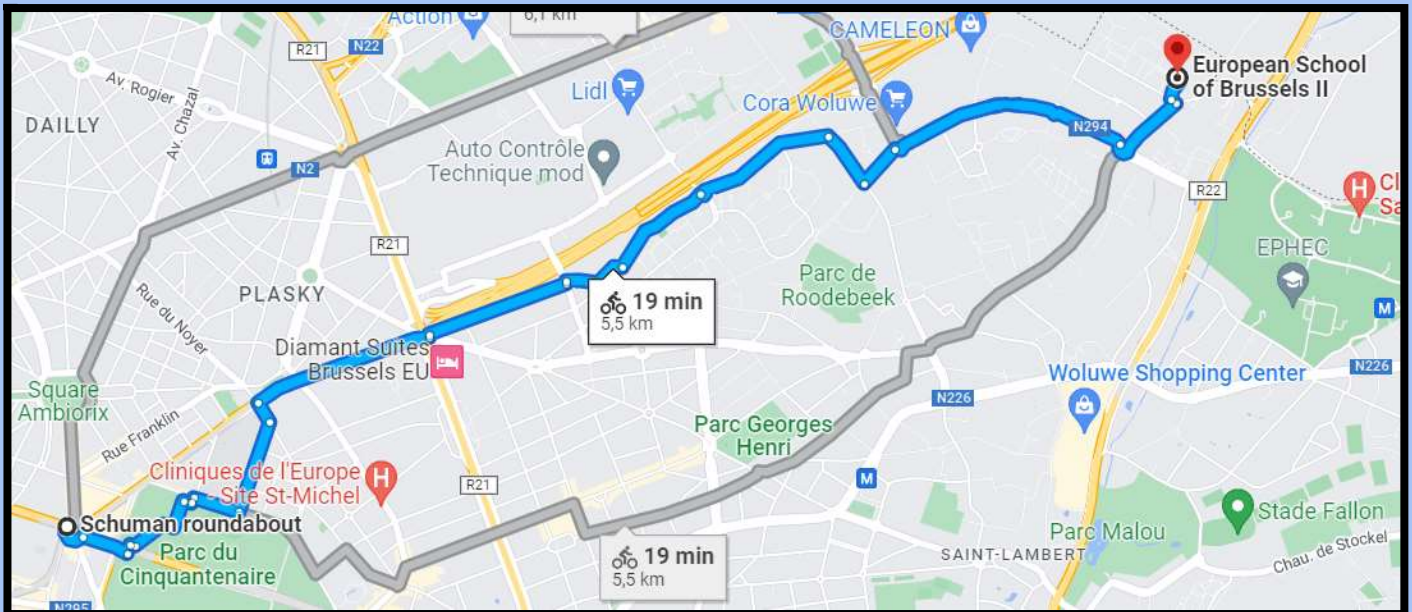 Action
6,1 km
CAMELEON
R21
N22
European School
of Brussels II
Av. Rogier
Lidl
Cora Woluwe
DAILLY
Av. Chazal
N294
Auto Contrôle
Technique mod
N2
R22
Cl
Sa
R21
EPHEC
PLASKY
Parc de
Roodebeek
19 min
5,5 km
M
Rue du Noyer
Diamant Suites
Brussels EU
N226
Woluwe Shopping Center
Square
Ambiorix
N226
Rue Franklin
Parc Georges
Henri
Cliniques de l'Europe
- Site St-Michel
H
H
R21
M
Schuman roundabout
Stade Fallon
Parc Malou
Parc du
Cinquantenaire
19 min
5,5 km
SAINT-LAMBERT
Chau. de Stockel
N295